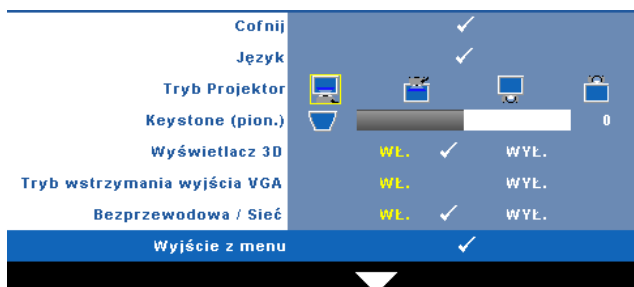 Cofnij
Język
Tryb Projektor
Keystone (pion.) 0
Wyświetlacz 3D WŁ. WYŁ.
Tryb wstrzymania wyjścia VGA WŁ. WYŁ.
Bezprzewodowa / Sieć WŁ. WYŁ.
Wyjście z menu